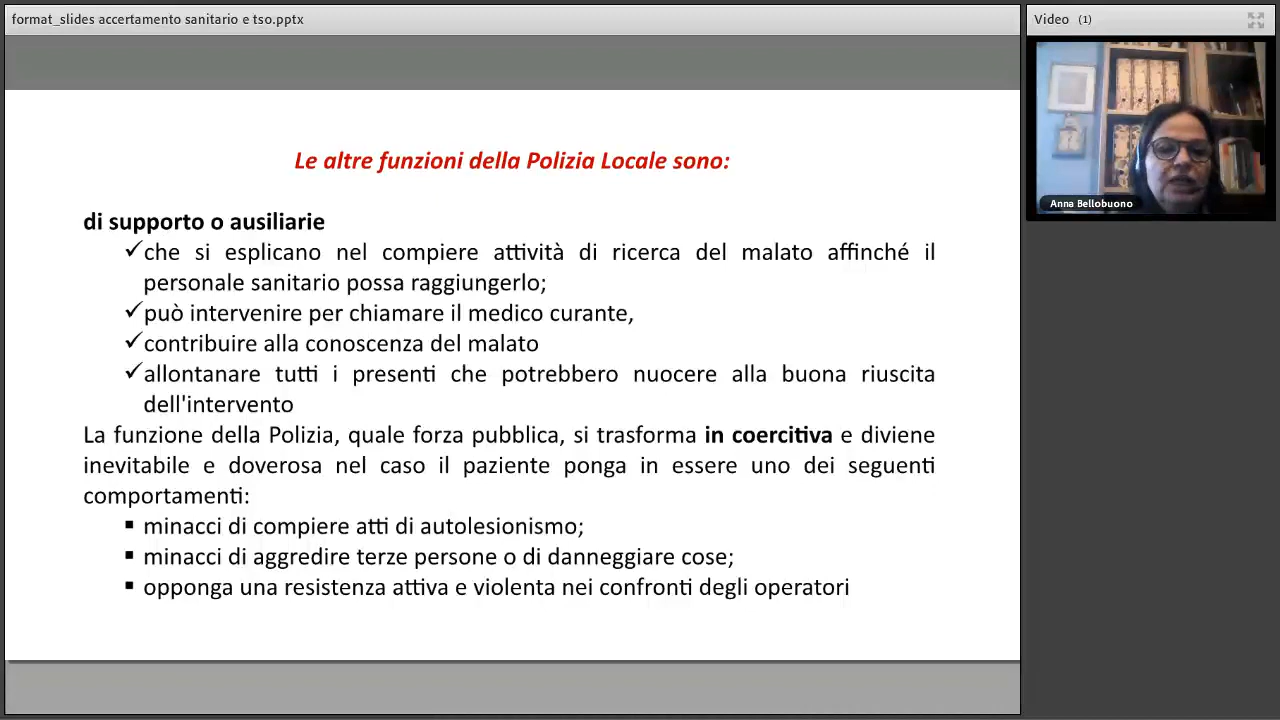 format_slides accertamento sanitario e tso.pptx
Video (1)
Anna Bellobuono
Le altre funzioni della Polizia Locale sono:
di supporto o ausiliarie
✓che si esplicano nel compiere attività di ricerca del malato affinché il
personale sanitario possa raggiungerlo;
✓può intervenire per chiamare il medico curante,
✓contribuire alla conoscenza del malato
✓allontanare tutti i presenti che potrebbero nuocere alla buona riuscita
dell'intervento
La funzione della Polizia, quale forza pubblica, si trasforma in coercitiva e diviene
inevitabile e doverosa nel caso il paziente ponga in essere uno dei seguenti
comportamenti:
▪ minacci di compiere atti di autolesionismo;
▪ minacci di aggredire terze persone o di danneggiare cose;
▪ opponga una resistenza attiva e violenta nei confronti degli operatori